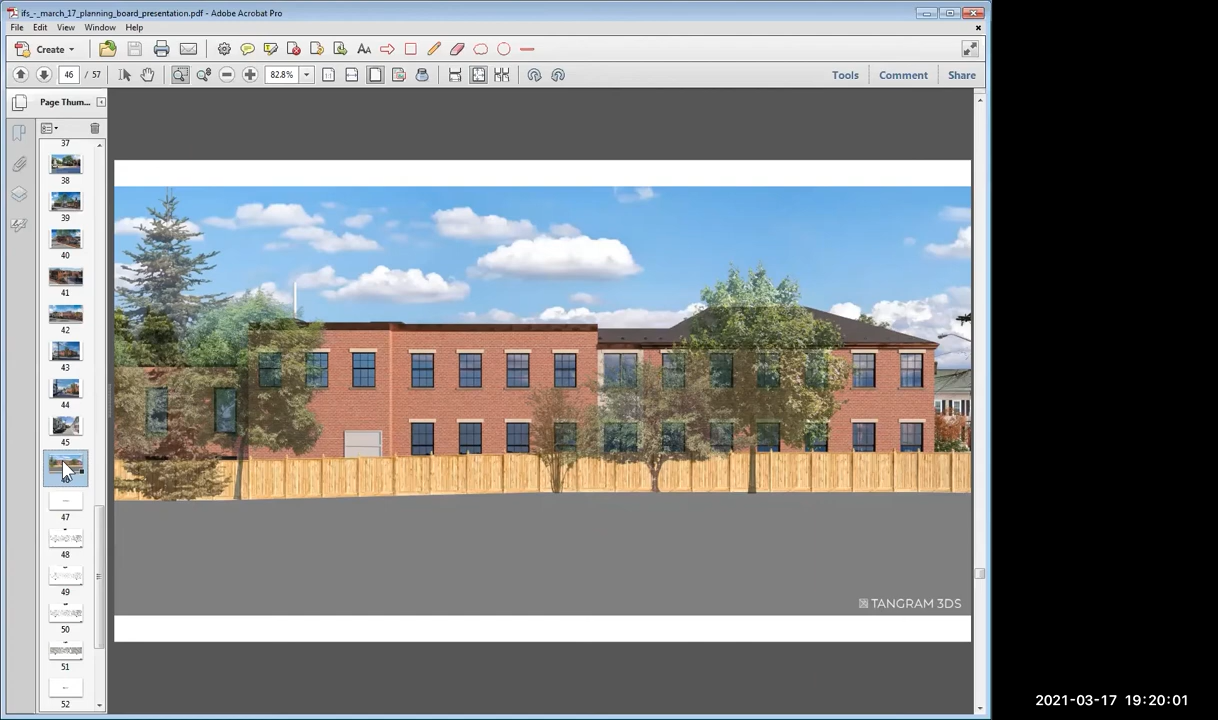 ifs_-_march_17_planning_board_presentation.pdf - Adobe Acrobat Pro
File Edit View Window Help
Create
46 / 57 82.8% Tools Comment Share
Page Thum...
37
38
39
40
41
42
43
44
45
47
48
49
50
51
52
TANGRAM 3DS
2021-03-17 19:20:01